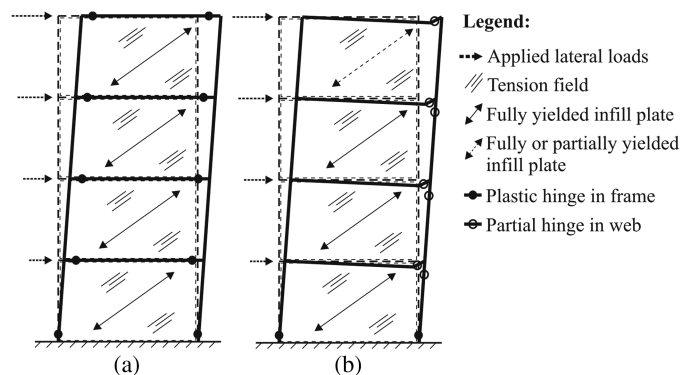 Legend:
Applied lateral loads
Tension field
Fully yielded infill plate
Fully or partially yielded
infill plate
Plastic hinge in frame
Partial hinge in web
(a)
(b)